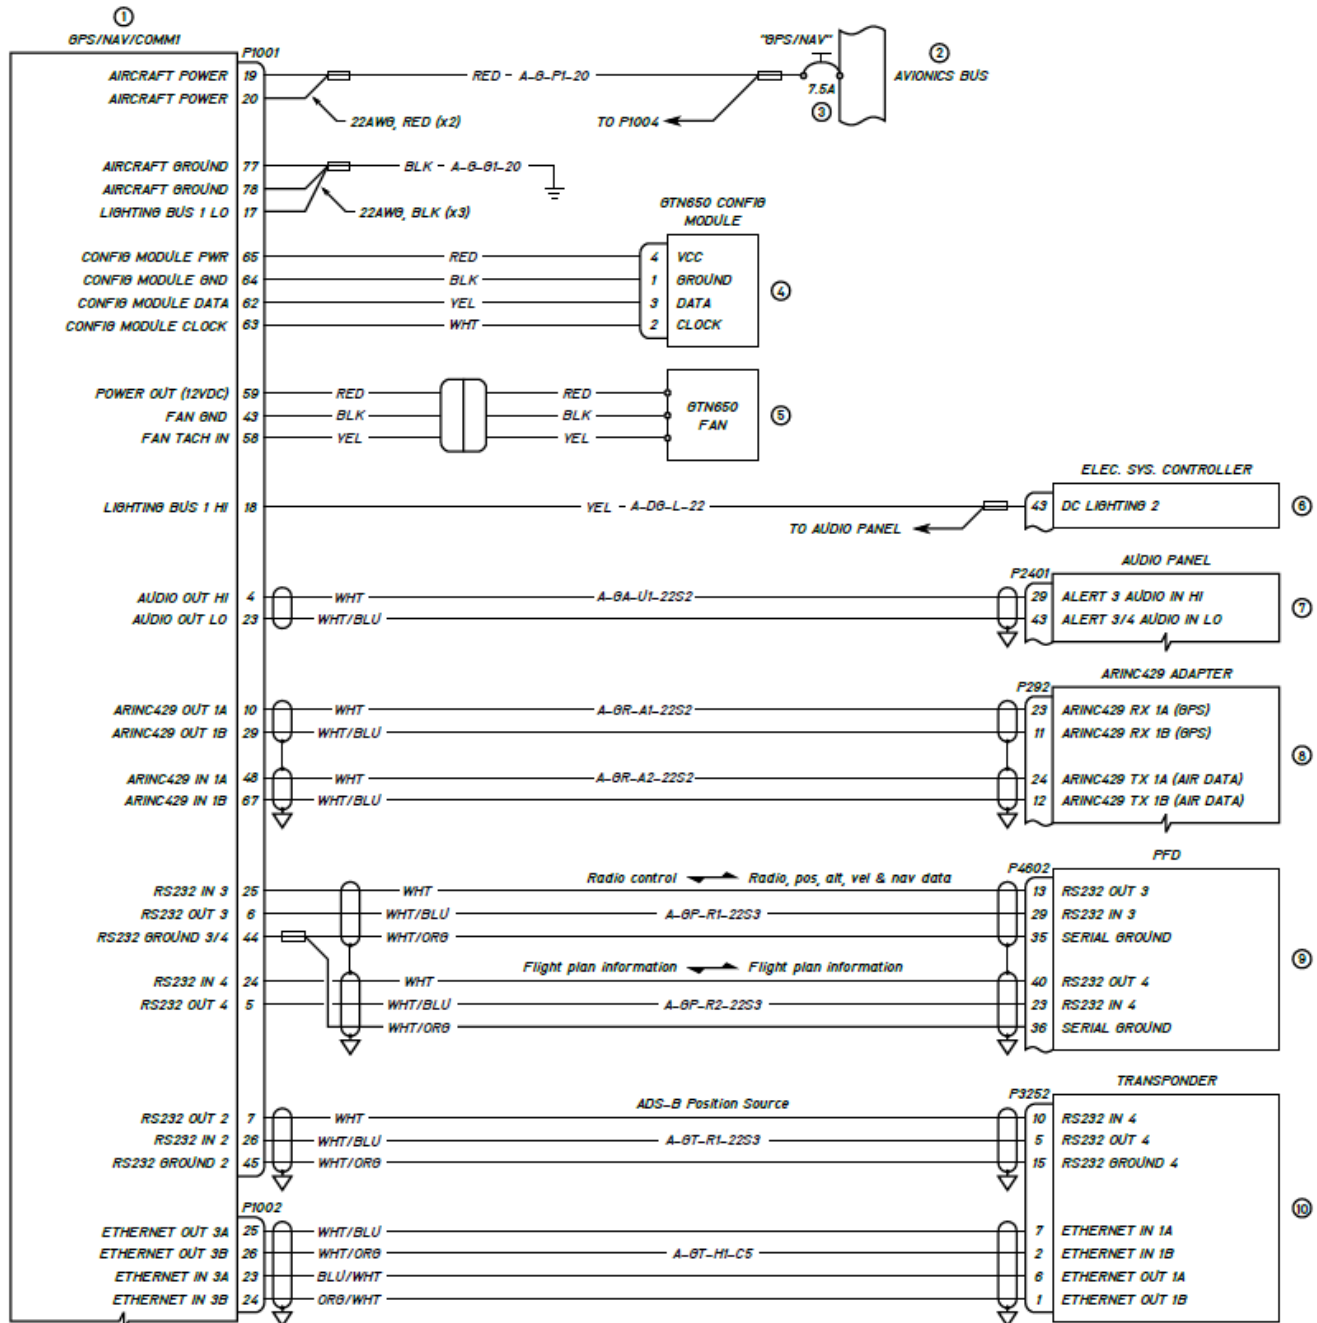 ①
GPS/NAV/COMM1
P1001
"GPS/NAV"
②
AVIONICS BUS
AIRCRAFT POWER 19 RED - A-G-P1-20 7.5A
AIRCRAFT POWER 20
③
22AWG, RED (x2) TO P1004
AIRCRAFT GROUND 77 BLK - A-G-G1-20
AIRCRAFT GROUND 78
LIGHTING BUS 1 LO 17 22AWG, BLK (x3)
GTN650 CONFIG
MODULE
CONFIG MODULE PWR 65 RED 4 VCC
CONFIG MODULE GND 64 BLK 1 GROUND
④
CONFIG MODULE DATA 62 YEL 3 DATA
CONFIG MODULE CLOCK 63 WHT 2 CLOCK
POWER OUT (12VDC) 59 RED RED
FAN GND 43 BLK BLK
GTN650
FAN
⑤
FAN TACH IN 58 YEL YEL
ELEC. SYS. CONTROLLER
LIGHTING BUS 1 HI 18 YEL - A-DG-L-22 43 DC LIGHTING 2
⑥
TO AUDIO PANEL
AUDIO PANEL
P2401
AUDIO OUT HI 4 WHT A-GA-U1-22S2 29 ALERT 3 AUDIO IN HI
⑦
AUDIO OUT LO 23 WHT/BLU 43 ALERT 3/4 AUDIO IN LO
ARINC429 ADAPTER
P292
ARINC429 OUT 1A 10 WHT A-GR-A1-22S2 23 ARINC429 RX 1A (GPS)
ARINC429 OUT 1B 29 WHT/BLU 11 ARINC429 RX 1B (GPS)
⑧
ARINC429 IN 1A 48 WHT A-GR-A2-22S2 24 ARINC429 TX 1A (AIR DATA)
ARINC429 IN 1B 67 WHT/BLU 12 ARINC429 TX 1B (AIR DATA)
PFD
P4602
Radio control Radio, pos, alt, vel & nav data
RS232 IN 3 25 WHT 13 RS232 OUT 3
RS232 OUT 3 6 WHT/BLU A-GP-R1-22S3 29 RS232 IN 3
RS232 GROUND 3/4 44 WHT/ORG 35 SERIAL GROUND
⑨
Flight plan information Flight plan information
RS232 IN 4 24 WHT 40 RS232 OUT 4
RS232 OUT 4 5 WHT/BLU A-GP-R2-22S3 23 RS232 IN 4
WHT/ORG 36 SERIAL GROUND
TRANSPONDER
P3252
ADS-B Position Source
RS232 OUT 2 7 WHT 10 RS232 IN 4
RS232 IN 2 26 WHT/BLU A-GT-R1-22S3 5 RS232 OUT 4
RS232 GROUND 2 45 WHT/ORG 15 RS232 GROUND 4
⑩
P1002
ETHERNET OUT 3A 25 WHT/BLU 7 ETHERNET IN 1A
ETHERNET OUT 3B 26 WHT/ORG A-GT-H1-C5 2 ETHERNET IN 1B
ETHERNET IN 3A 23 BLU/WHT 6 ETHERNET OUT 1A
ETHERNET IN 3B 24 ORG/WHT 1 ETHERNET OUT 1B